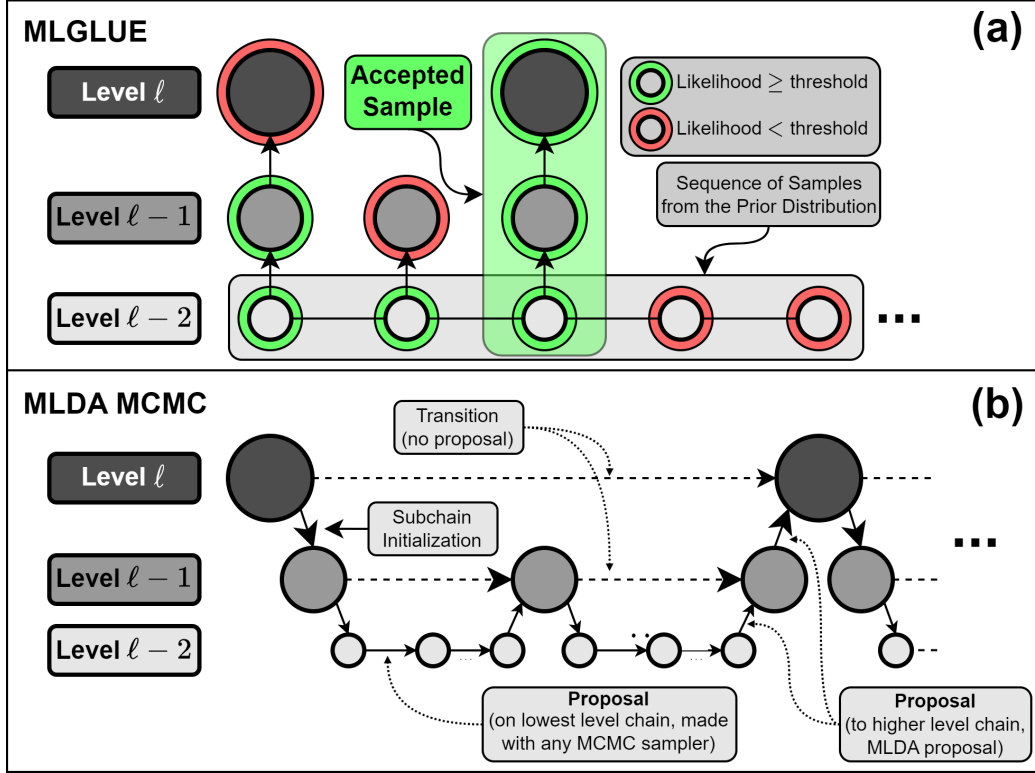 MLGLUE
(a)
Level ℓ
Accepted
Sample
Likelihood ≥ threshold
Likelihood < threshold
Sequence of Samples
from the Prior Distribution
Level ℓ − 1
Level ℓ − 2
...
MLDA MCMC
(b)
Transition
(no proposal)
Level ℓ
Subchain
Initialization
...
Level ℓ − 1
Level ℓ − 2
...
...
Proposal
(on lowest level chain, made
with any MCMC sampler)
Proposal
(to higher level chain,
MLDA proposal)